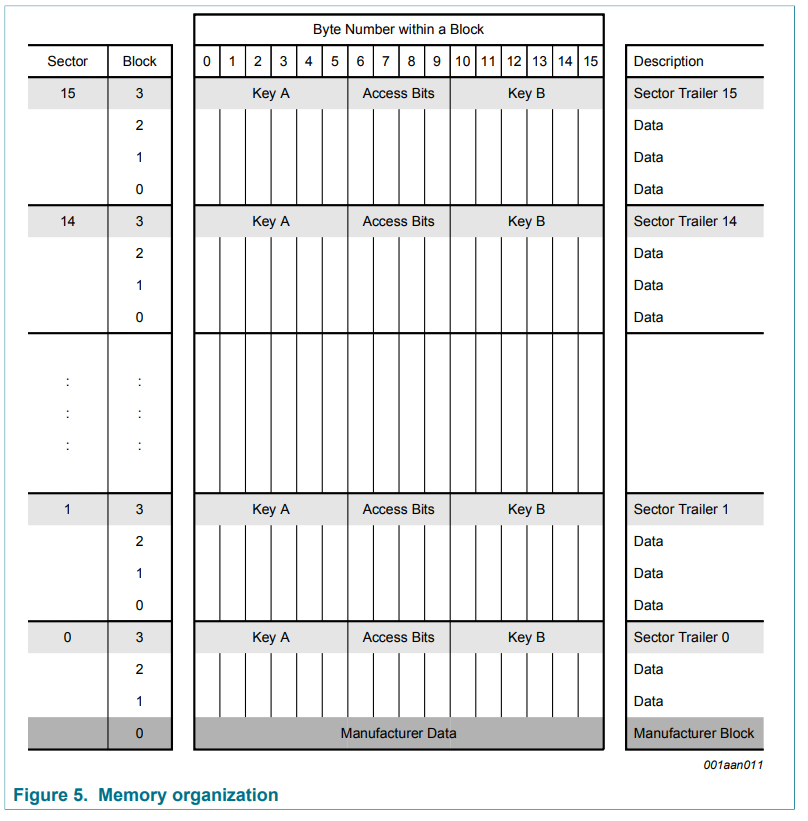 Byte Number within a Block
Sector Block 0 1 2 3 4 5 6 7 8 9 10 11 12 13 14 15 Description
15 3 Key A Access Bits Key B Sector Trailer 15
2 Data
1 Data
0 Data
14 3 Key A Access Bits Key B Sector Trailer 14
2 Data
1 Data
0 Data
: :
: :
: :
1 3 Key A Access Bits Key B Sector Trailer 1
2 Data
1 Data
0 Data
0 3 Key A Access Bits Key B Sector Trailer 0
2 Data
1 Data
0 Manufacturer Data Manufacturer Block
001aan011
Figure 5. Memory organization